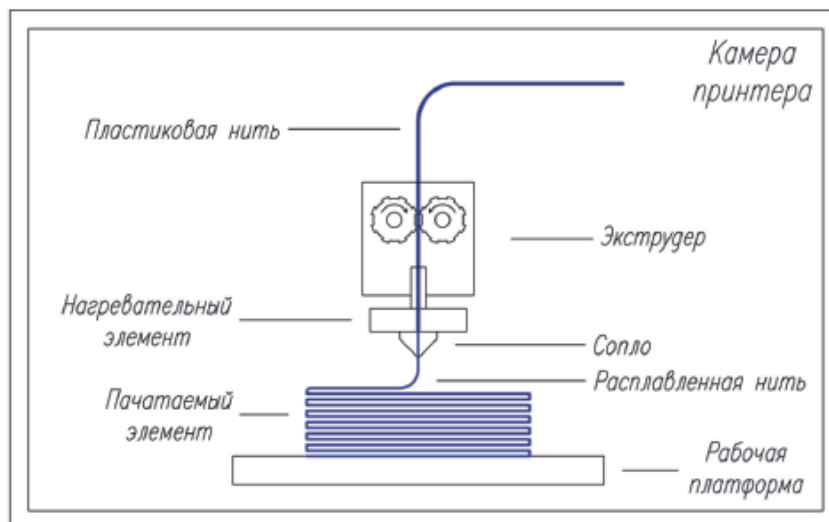 Камера
принтера
Пластиковая нить
Экструдер
Нагревательный
элемент
Сопло
Расплавленная нить
Пачатаемый
элемент
Рабочая
платформа